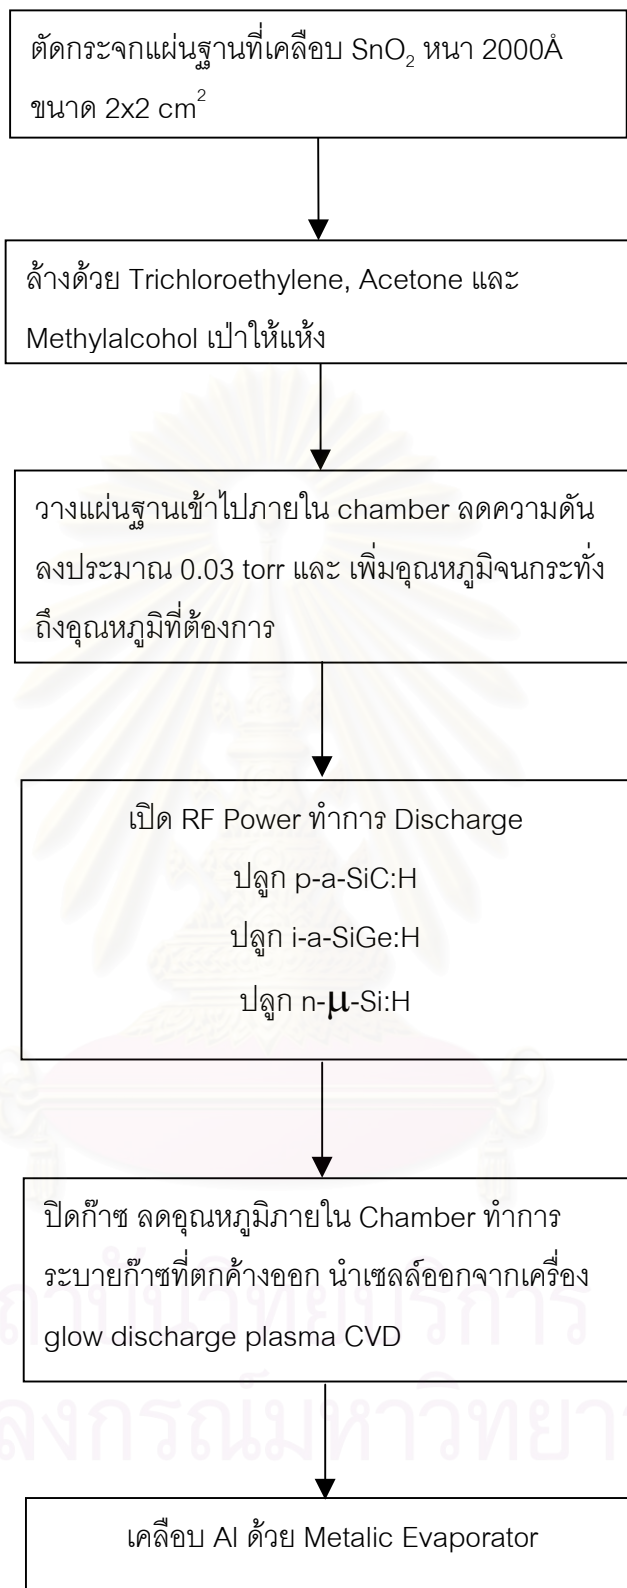 ตัดกระจกแผ่นฐานที่เคลือบ SnO₂ หนา 2000Å
ขนาด 2x2 cm²
ล้างด้วย Trichloroethylene, Acetone และ
Methylalcohol เป่าให้แห้ง
วางแผ่นฐานเข้าไปภายใน chamber ลดความดัน
ลงประมาณ 0.03 torr และ เพิ่มอุณหภูมิจนกระทั่ง
ถึงอุณหภูมิที่ต้องการ
เปิด RF Power ทำการ Discharge
ปลูก p-a-SiC:H
ปลูก i-a-SiGe:H
ปลูก n-μ-Si:H
ปิดก๊าซ ลดอุณหภูมิภายใน Chamber ทำการ
ระบายก๊าซที่ตกค้างออก นำเซลล์ออกจากเครื่อง
glow discharge plasma CVD
เคลือบ Al ด้วย Metalic Evaporator